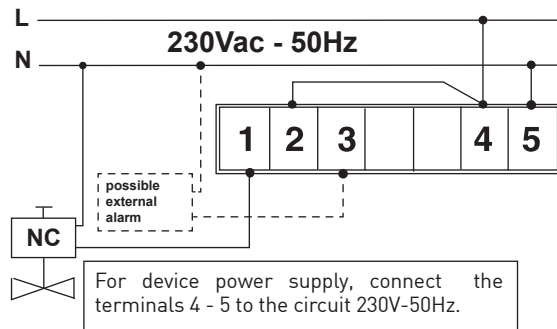 L
230Vac - 50Hz
N
1 2 3 4 5
possible
external
alarm
NC
For device power supply, connect the
terminals 4 - 5 to the circuit 230V-50Hz.